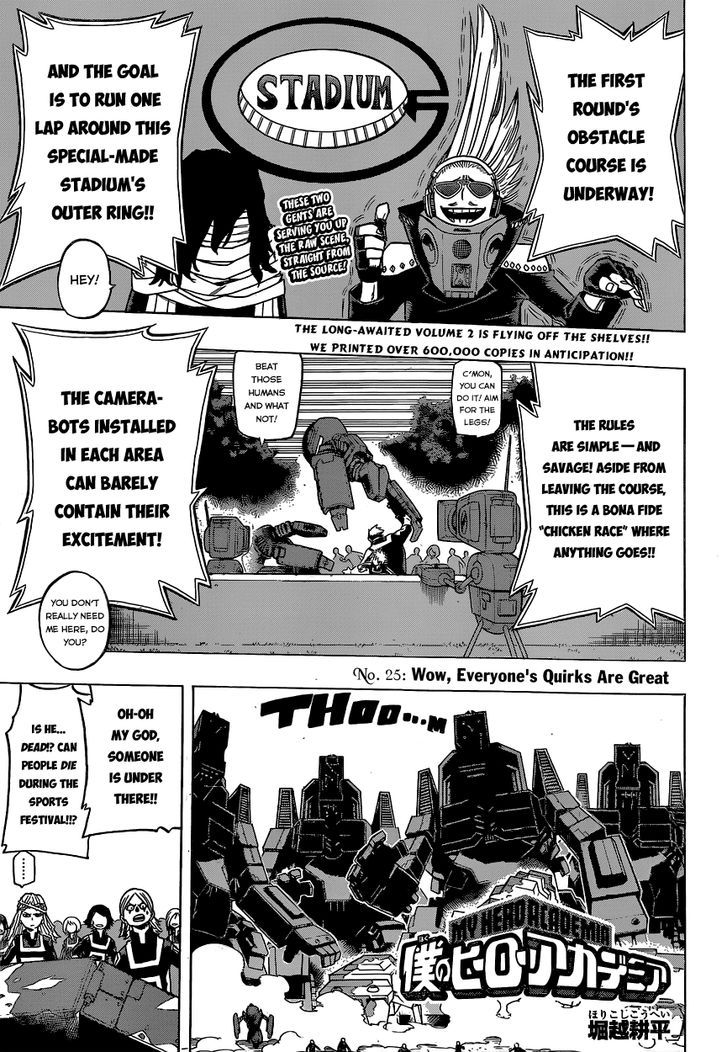 STADIUM
THE FIRST
ROUND'S
OBSTACLE
COURSE IS
UNDERWAY!
AND THE GOAL
IS TO RUN ONE
LAP AROUND THIS
SPECIAL-MADE
STADIUM'S
OUTER RING!!
THESE TWO
GENTS ARE
SERVING YOU UP
THE RAW SCENE,
STRAIGHT FROM
THE SOURCE!
HEY!
THE LONG-AWAITED VOLUME 2 IS FLYING OFF THE SHELVES!!
WE PRINTED OVER 600,000 COPIES IN ANTICIPATION!!
THE RULES
ARE SIMPLE—AND
SAVAGE! ASIDE FROM
LEAVING THE COURSE,
THIS IS A BONA FIDE
"CHICKEN RACE" WHERE
ANYTHING GOES!!
C'MON,
YOU CAN
DO IT! AIM
FOR THE
LEGS!
BEAT
THOSE
HUMANS
AND WHAT
NOT!
THE CAMERA-
BOTS INSTALLED
IN EACH AREA
CAN BARELY
CONTAIN THEIR
EXCITEMENT!
YOU DON'T
REALLY NEED
ME HERE, DO
YOU?
No. 25: Wow, Everyone's Quirks Are Great
THOO...M
MY HERO ACADEMIA
僕のヒーローアカデミア
ほりこしこうへい
堀越耕平
OH-OH
MY GOD,
SOMEONE
IS UNDER
THERE!!
IS HE...
DEAD!? CAN
PEOPLE DIE
DURING THE
SPORTS
FESTIVAL!!?
......